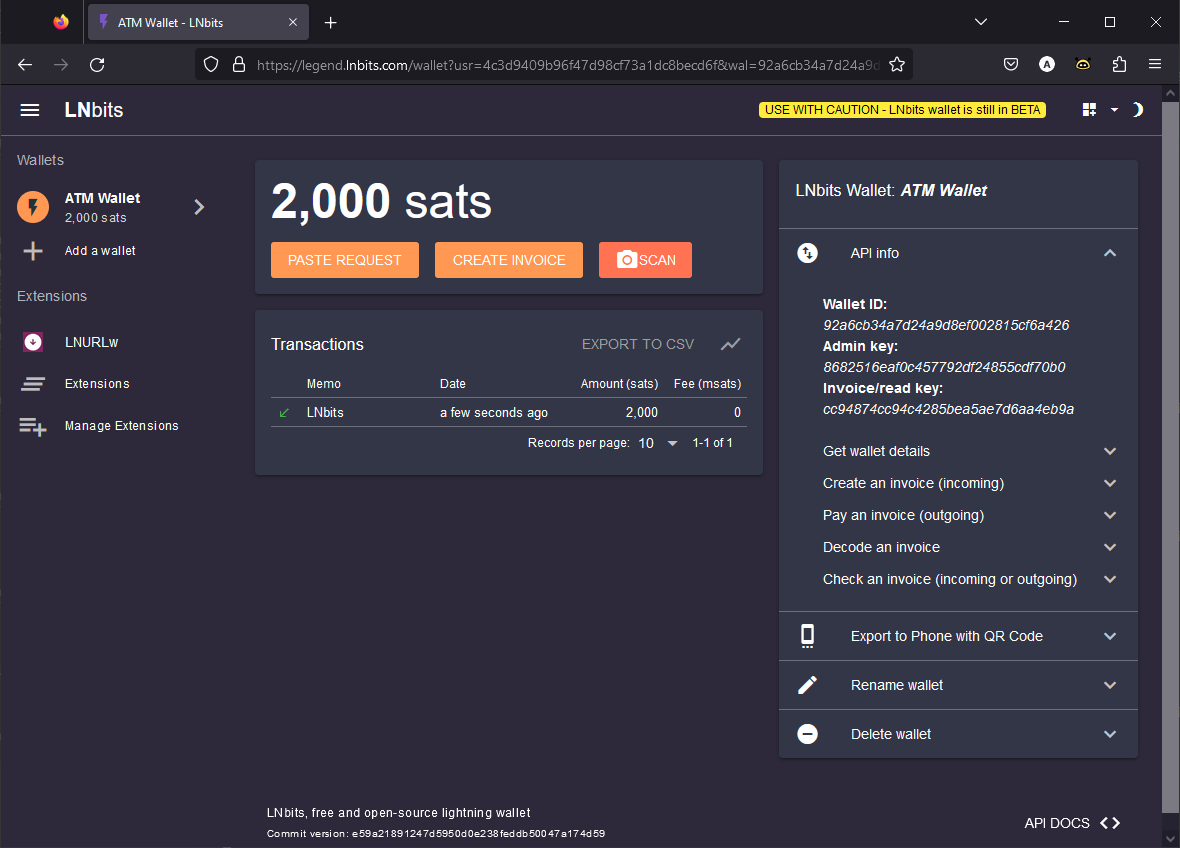 ATM Wallet - LNbits
https://legend.lnbits.com/wallet?usr=4c3d9409b96f47d98cf73a1dc8becd6f&wal=92a6cb34a7d24a9d
A
LNbits
USE WITH CAUTION - LNbits wallet is still in BETA
Wallets
ATM Wallet
2,000 sats
Add a wallet
Extensions
LNURLw
Extensions
Manage Extensions
2,000 sats
PASTE REQUEST
CREATE INVOICE
SCAN
Transactions
EXPORT TO CSV
Memo Date Amount (sats) Fee (msats)
LNbits a few seconds ago 2,000 0
Records per page: 10 1-1 of 1
LNbits Wallet: ATM Wallet
API info
Wallet ID:
92a6cb34a7d24a9d8ef002815cf6a426
Admin key:
8682516eaf0c457792df24855cdf70b0
Invoice/read key:
cc94874cc94c4285bea5ae7d6aa4eb9a
Get wallet details
Create an invoice (incoming)
Pay an invoice (outgoing)
Decode an invoice
Check an invoice (incoming or outgoing)
Export to Phone with QR Code
Rename wallet
Delete wallet
LNbits, free and open-source lightning wallet
Commit version: e59a21891247d5950d0e238feddb50047a174d59
API DOCS